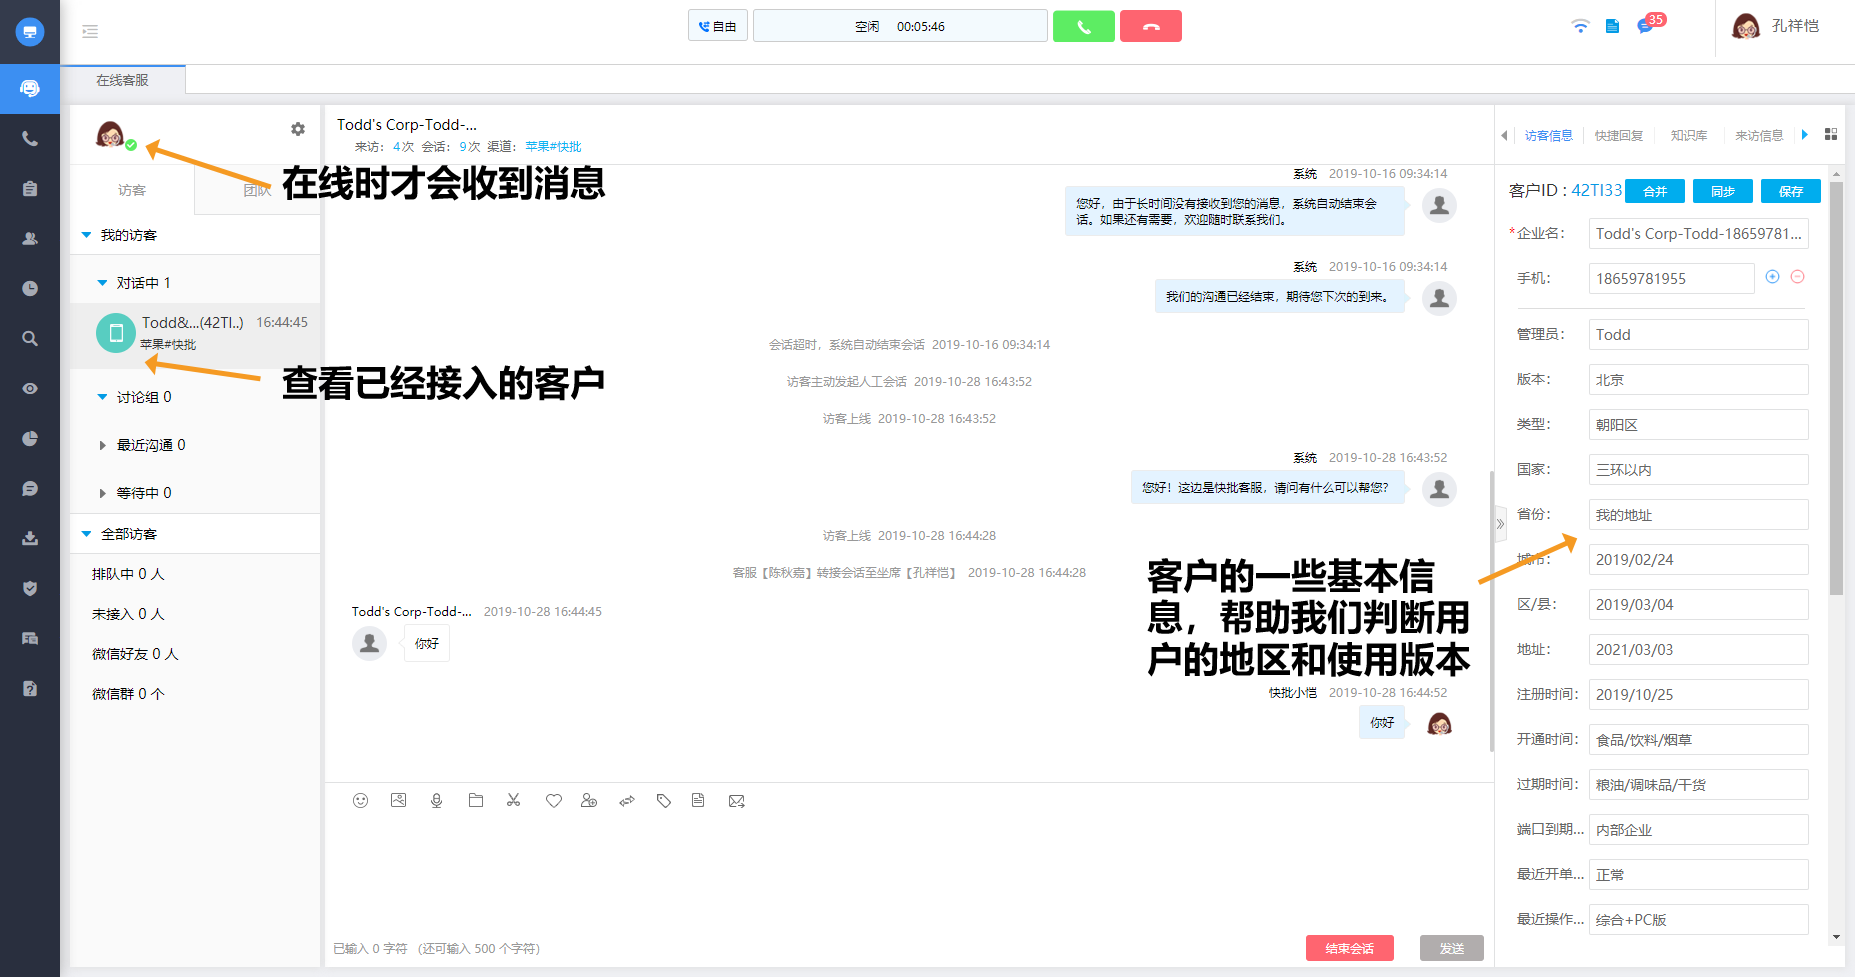 自由
空闲 00:05:46
35
孔祥恺
在线客服
访客
团队
在线时才会收到消息
我的访客
对话中 1
Todd&...(42TI..) 16:44:45
苹果#快批
查看已经接入的客户
讨论组 0
最近沟通 0
等待中 0
全部访客
排队中 0 人
未接入 0 人
微信好友 0 人
微信群 0 个
Todd's Corp-Todd-...
来访： 4次 会话： 9次 渠道： 苹果#快批
系统 2019-10-16 09:34:14
您好，由于长时间没有接收到您的消息，系统自动结束会
话。如果还有需要，欢迎随时联系我们。
系统 2019-10-16 09:34:14
我们的沟通已经结束，期待您下次的到来。
会话超时，系统自动结束会话 2019-10-16 09:34:14
访客主动发起人工会话 2019-10-28 16:43:52
访客上线 2019-10-28 16:43:52
系统 2019-10-28 16:43:52
您好！这边是快批客服，请问有什么可以帮您？
访客上线 2019-10-28 16:44:28
客服【陈秋嘉】转接会话至坐席【孔祥恺】 2019-10-28 16:44:28
Todd's Corp-Todd-... 2019-10-28 16:44:45
你好
客户的一些基本信
息，帮助我们判断用
户的地区和使用版本
快批小恺 2019-10-28 16:44:52
你好
已输入 0 字符 (还可输入 500 个字符)
结束会话
发送
访客信息 快捷回复 知识库 来访信息
客户ID : 42TI33 合并 同步 保存
*企业名： Todd's Corp-Todd-18659781...
手机： 18659781955
管理员： Todd
版本： 北京
类型： 朝阳区
国家： 三环以内
省份： 我的地址
城市： 2019/02/24
区/县： 2019/03/04
地址： 2021/03/03
注册时间： 2019/10/25
开通时间： 食品/饮料/烟草
过期时间： 粮油/调味品/干货
端口到期... 内部企业
最近开单... 正常
最近操作... 综合+PC版